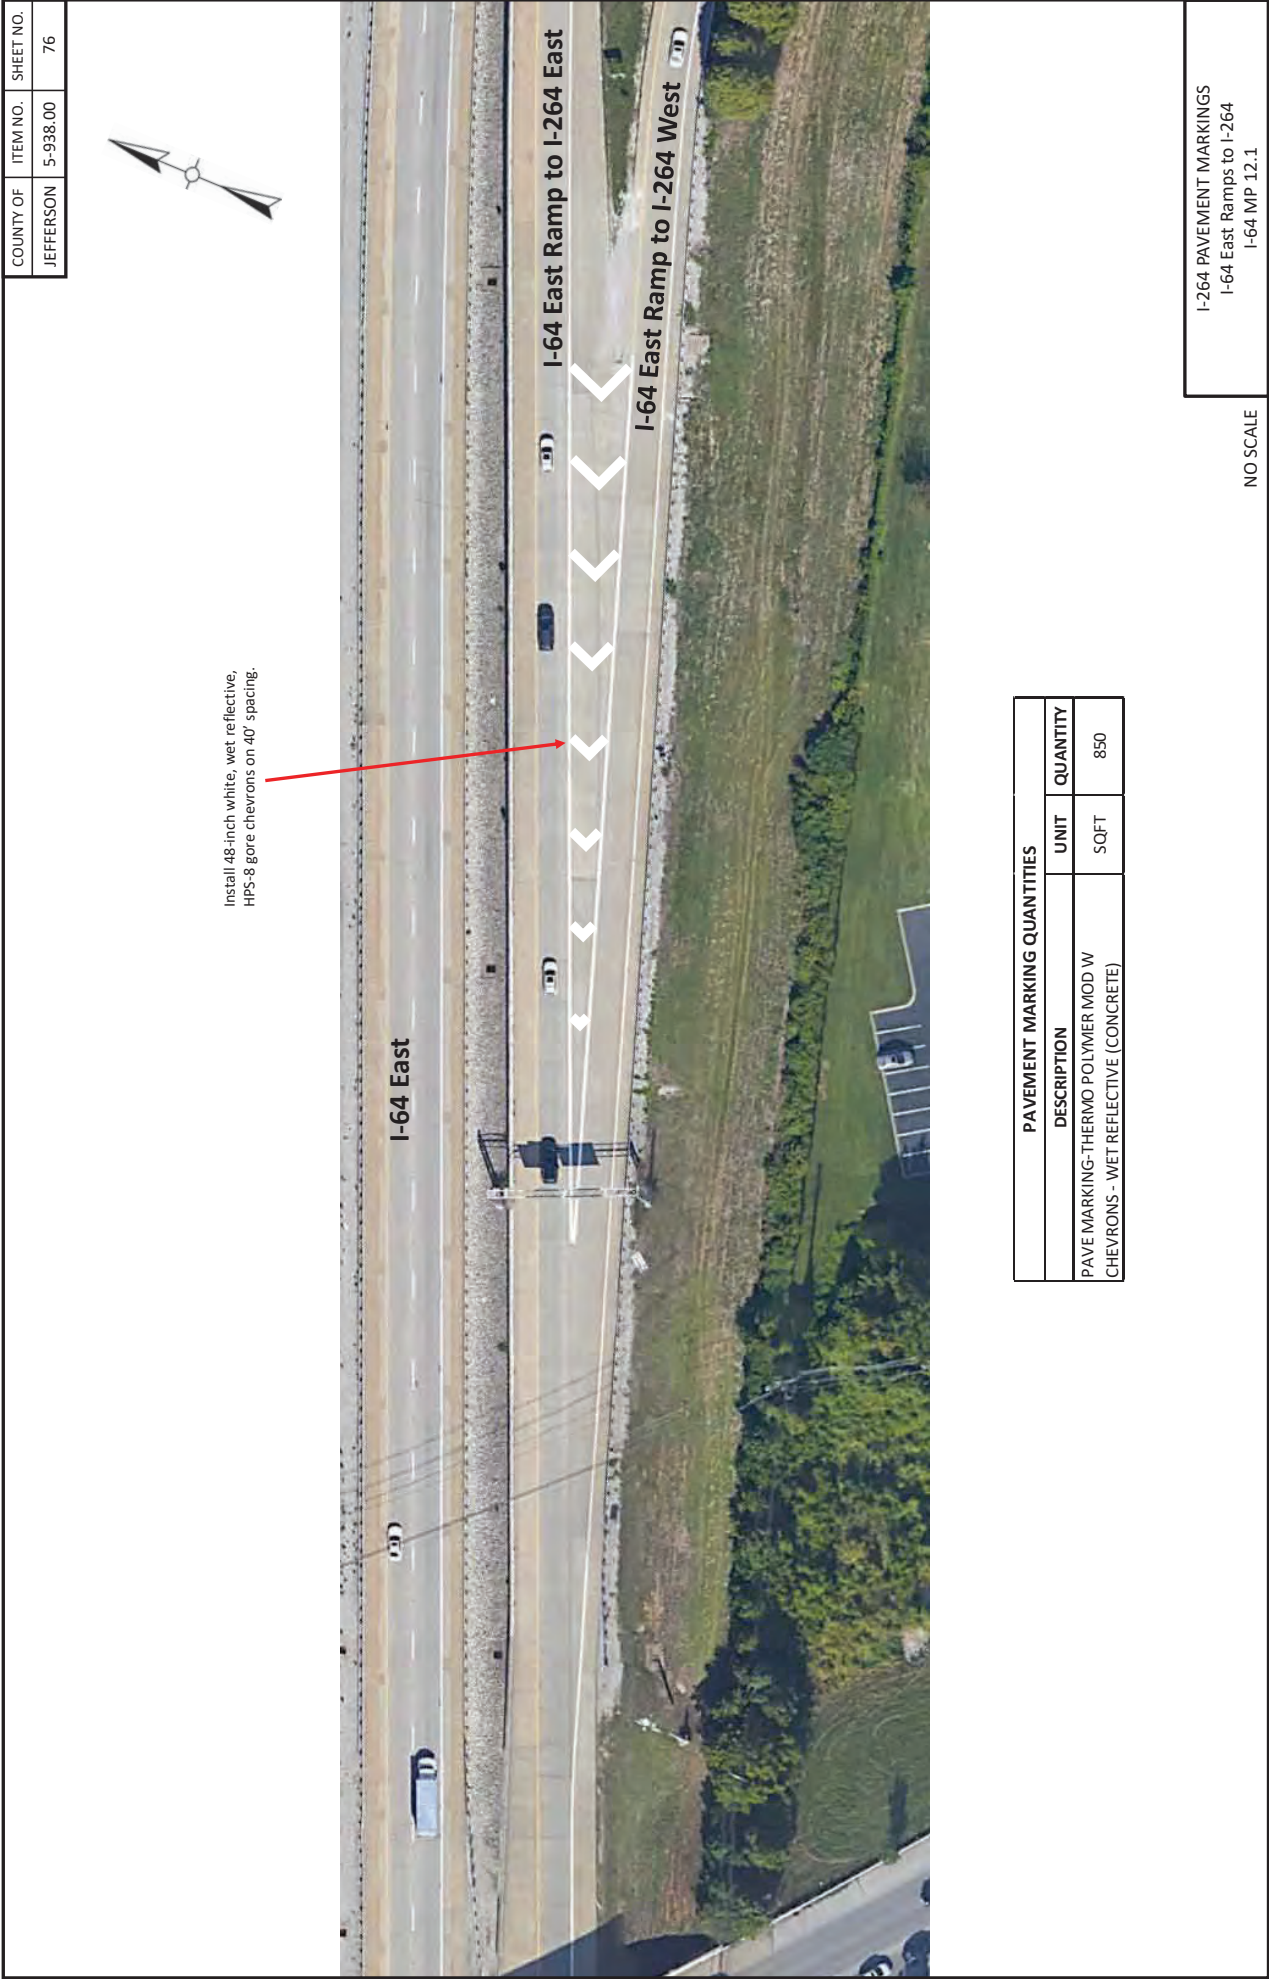 COUNTY OF ITEM NO. SHEET NO.
JEFFERSON 5-938.00 76
Install 48-inch white, wet reflective,
HPS-8 gore chevrons on 40' spacing.
I-64 East
I-64 East Ramp to I-264 East
I-64 East Ramp to I-264 West
PAVEMENT MARKING QUANTITIES
DESCRIPTION UNIT QUANTITY
PAVE MARKING-THERMO POLYMER MOD W
CHEVRONS - WET REFLECTIVE (CONCRETE) SQFT 850
NO SCALE
I-264 PAVEMENT MARKINGS
I-64 East Ramps to I-264
I-64 MP 12.1